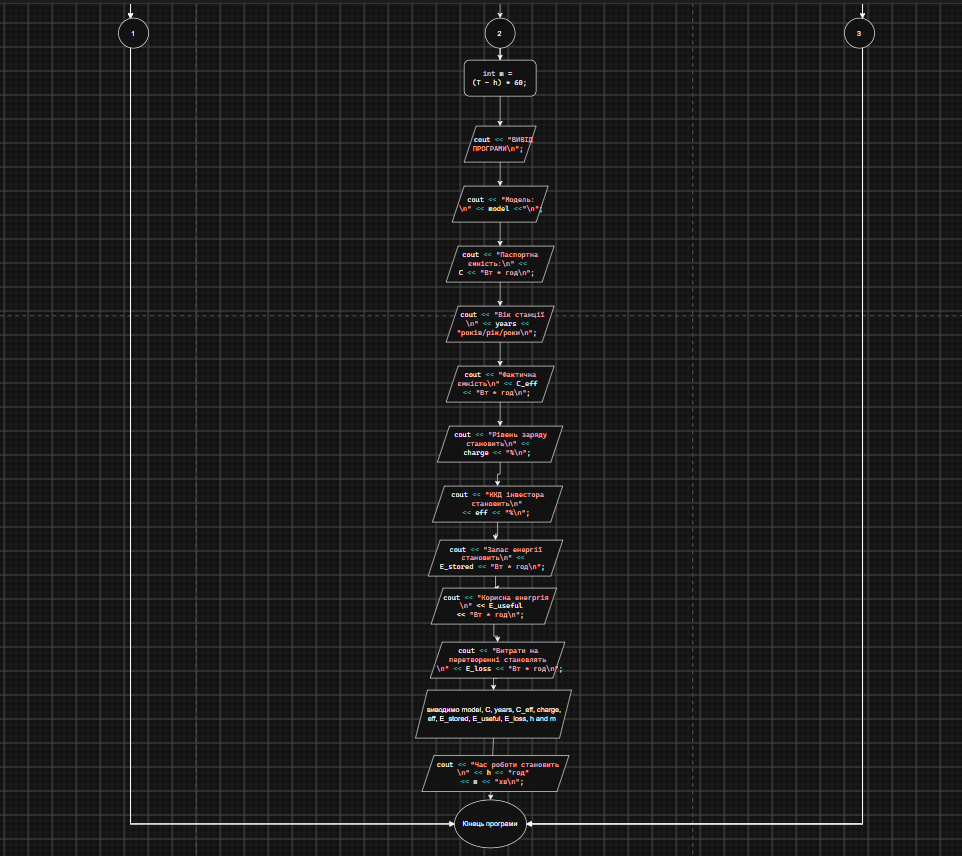 1
2
3
int m =
(T - h) * 60;
cout << "ВИВІД
ПРОГРАМИ\n";
cout << "Модель:
\n" << model <<"\n";
cout << "Паспортна
ємність:\n" <<
C << "Вт * год\n";
cout << "Вік станції
\n" << years <<
"років/рік/роки\n";
cout << "Фактична
ємність\n" << C_eff
<< "Вт * год\n";
cout << "Рівень заряду
становить\n" <<
charge << "%\n";
cout << "ККД інвестора
становить\n"
<< eff << "%\n";
cout << "Запас енергії
становить\n" <<
E_stored << "Вт * год\n";
cout << "Корисна енегргія
\n" << E_useful
<< "Вт * год\n";
cout << "Витрати на
перетворенні становлять
\n" << E_loss << "Вт * год\n";
виводимо model, C, years, C_eff, charge,
eff, E_stored, E_useful, E_loss, h and m
cout << "Час роботи становить
\n" << h << "год"
<< m << "хв\n";
Кінець програми